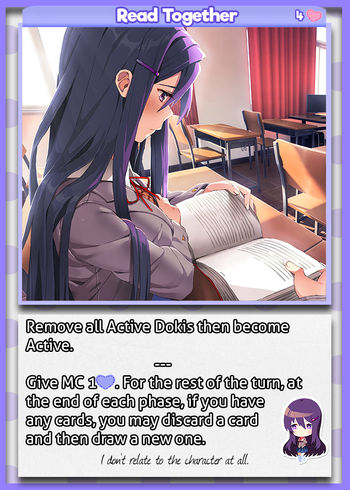 Read Together 4
Remove all Active Dokis then become
Active.
---
Give MC 1💜. For the rest of the turn, at
the end of each phase, if you have
any cards, you may discard a card
and then draw a new one.
I don't relate to the character at all.